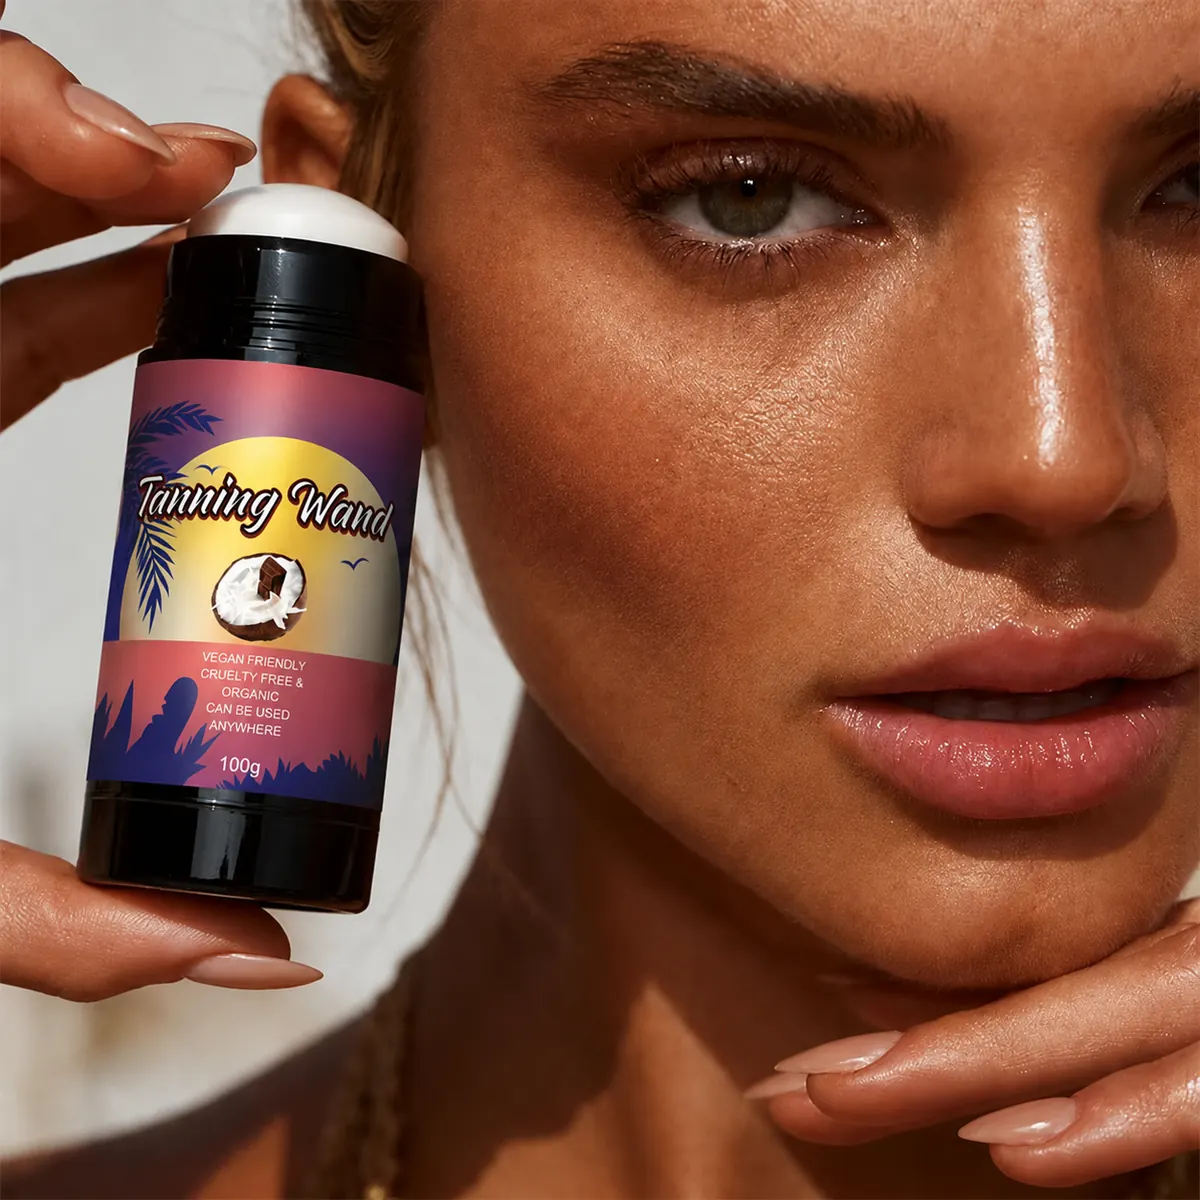 Tanning Wand
VEGAN FRIENDLY
CRUELTY FREE &
ORGANIC
CAN BE USED
ANYWHERE
100g